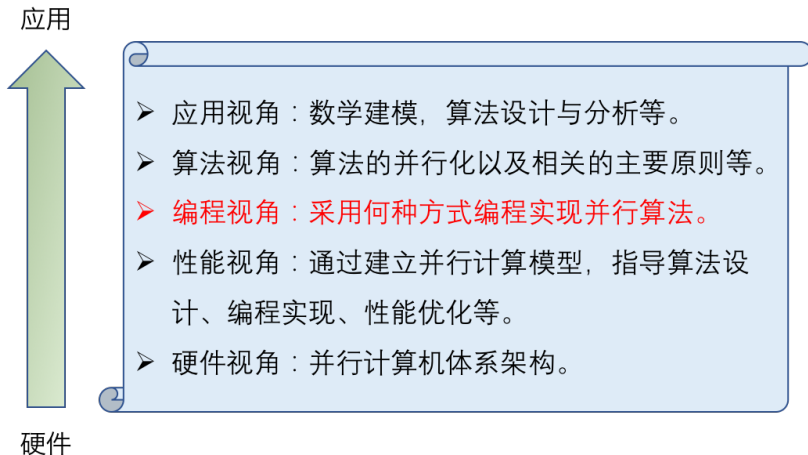 应用
➢ 应用视角：数学建模，算法设计与分析等。
➢ 算法视角：算法的并行化以及相关的主要原则等。
➢ 编程视角：采用何种方式编程实现并行算法。
➢ 性能视角：通过建立并行计算模型，指导算法设
计、编程实现、性能优化等。
➢ 硬件视角：并行计算机体系架构。
硬件